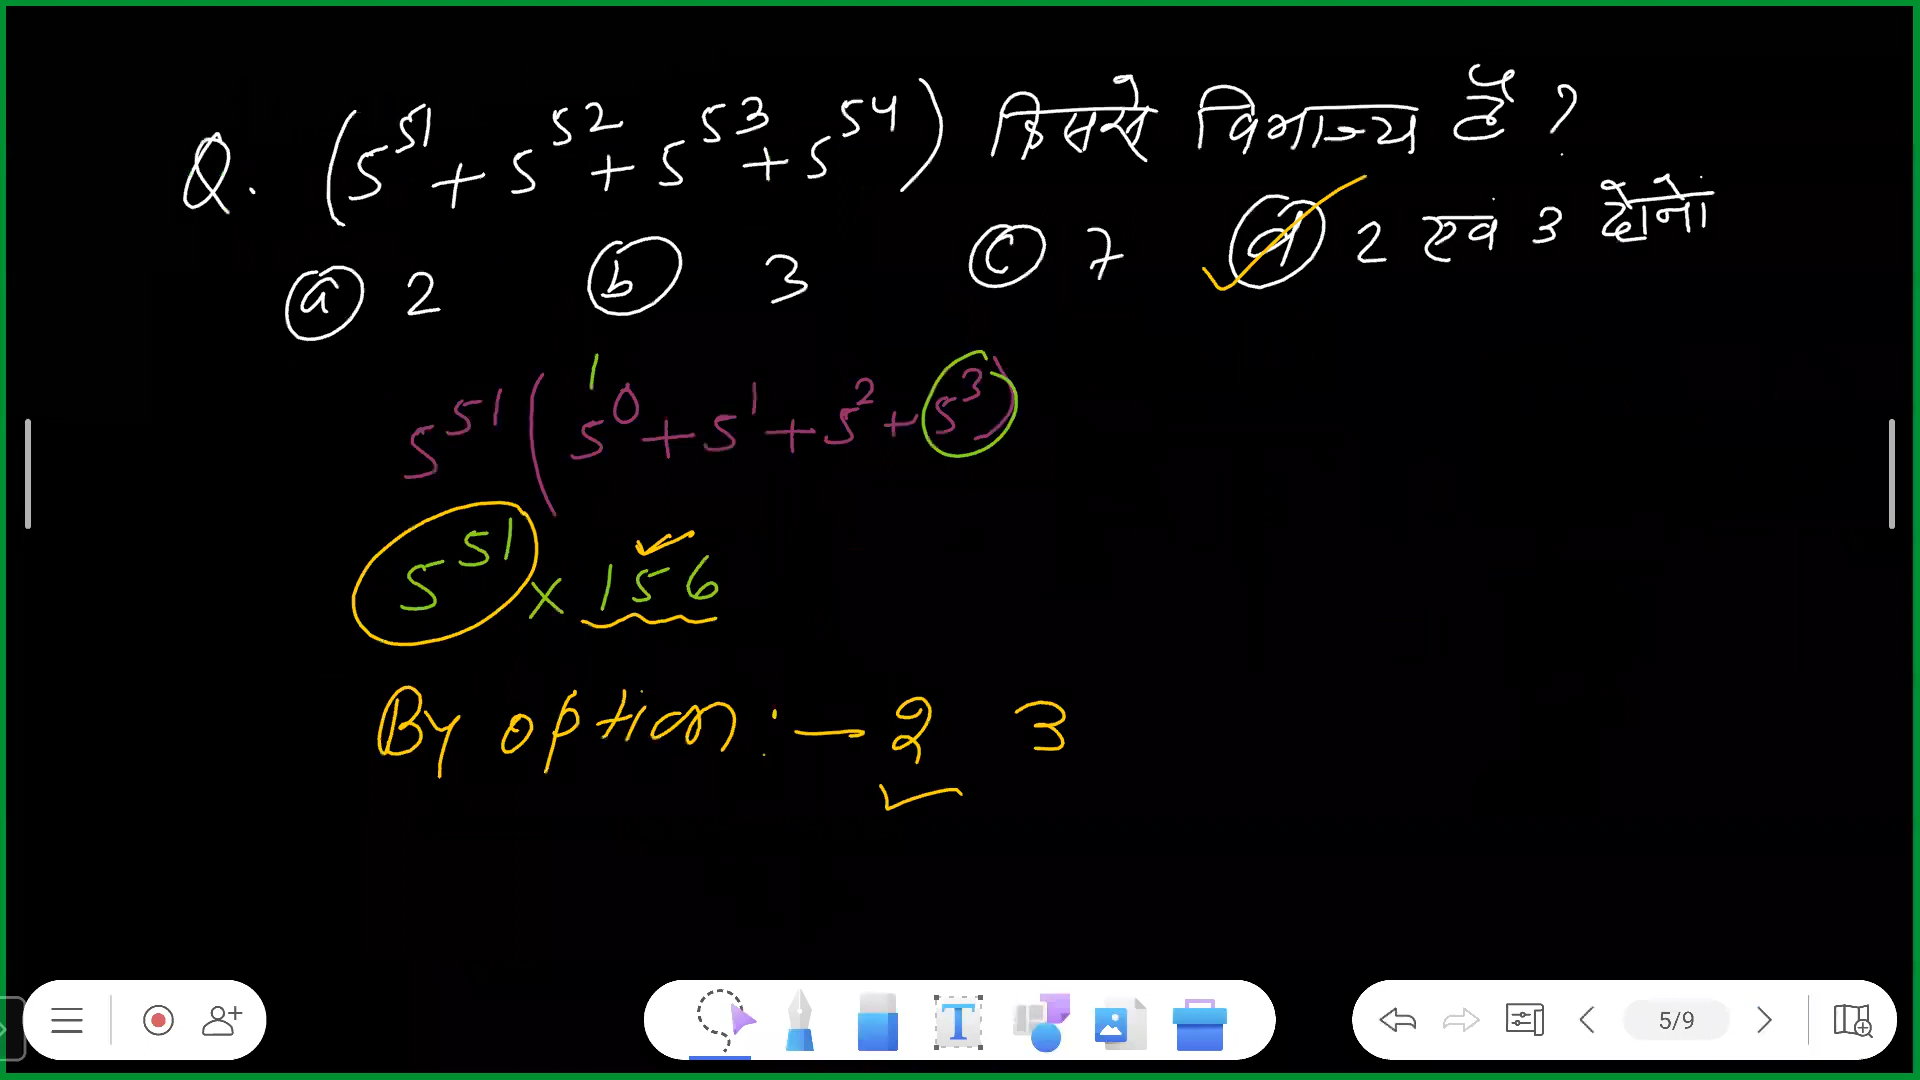 Q. (5^51 + 5^52 + 5^53 + 5^54) किससे विभाज्य है ?
(a) 2 (b) 3 (c) 7 (d) 2 एवं 3 दोनो
5^51 (5^0 + 5^1 + 5^2 + 5^3)
1
5^51 × 156
By option :- 2 3
T
5/9